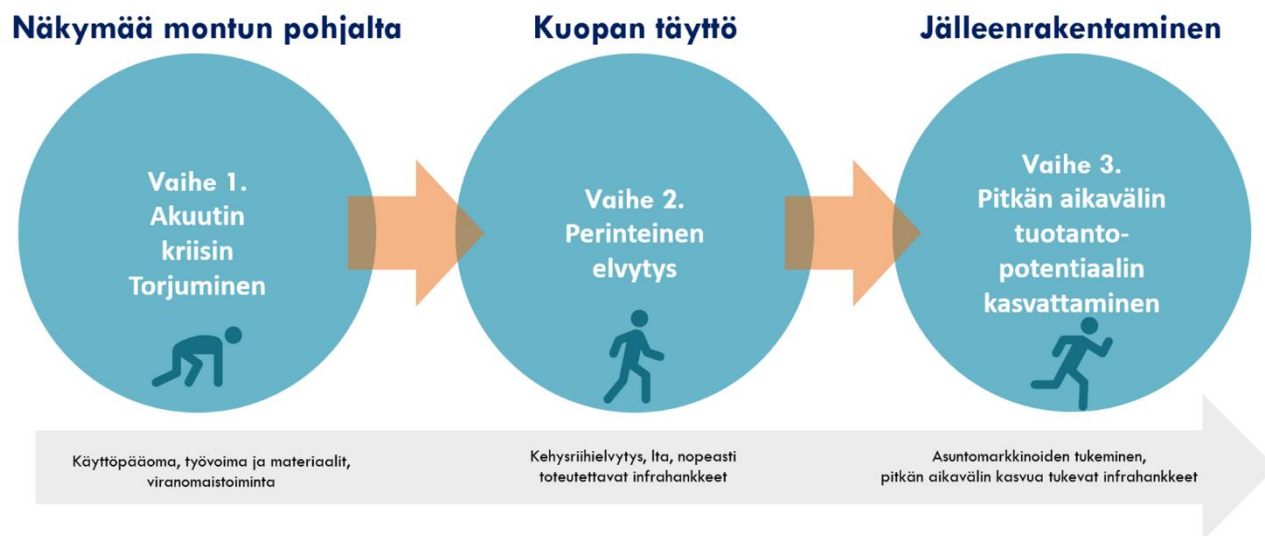 Näkymää montun pohjalta
Kuopan täyttö
Jälleenrakentaminen
Vaihe 1.
Akuutin
kriisin
Torjuminen
Vaihe 2.
Perinteinen
elvytys
Vaihe 3.
Pitkän aikavälin
tuotanto-
potentiaalin
kasvattaminen
Käyttöpääoma, työvoima ja materiaalit,
viranomaistoiminta
Kehysriihielvytys, lta, nopeasti
toteutettavat infrahankkeet
Asuntomarkkinoiden tukeminen,
pitkän aikavälin kasvua tukevat infrahankkeet